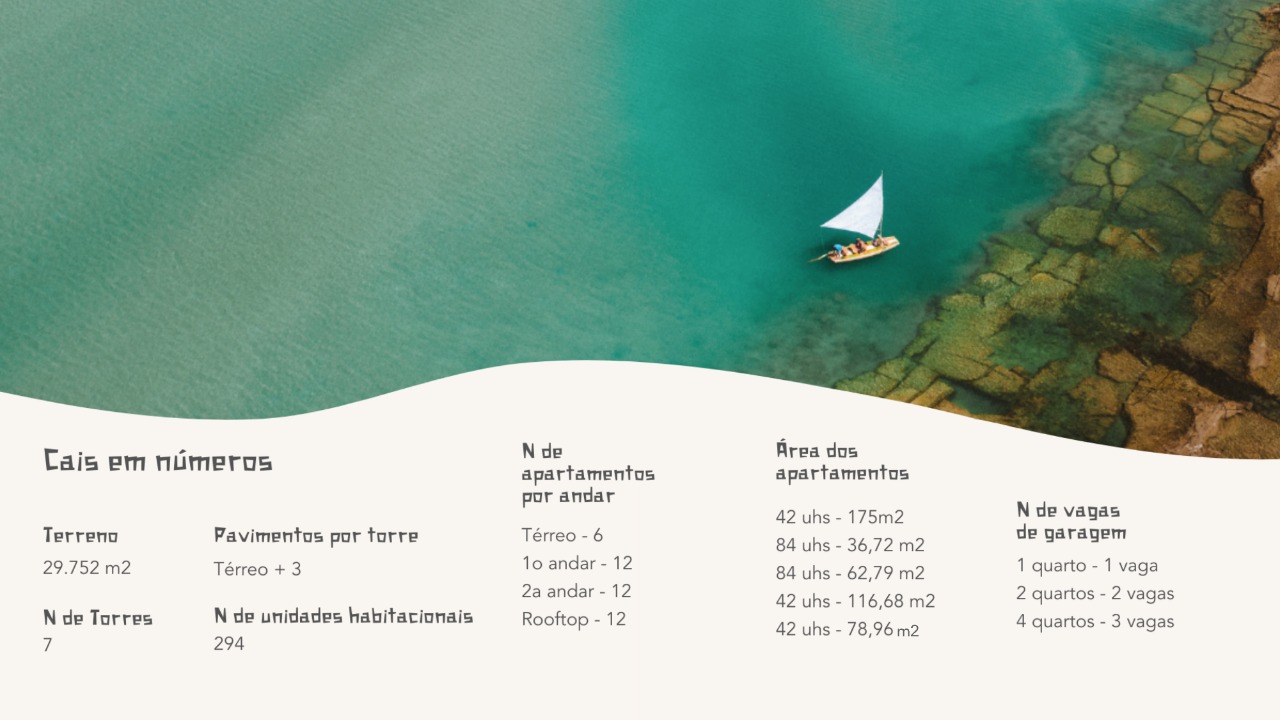 Cais em números
Terreno
29.752 m2
N de Torres
7
Pavimentos por torre
Térreo + 3
N de unidades habitacionais
294
N de
apartamentos
por andar
Térreo - 6
1o andar - 12
2a andar - 12
Rooftop - 12
Área dos
apartamentos
42 uhs - 175m2
84 uhs - 36,72 m2
84 uhs - 62,79 m2
42 uhs - 116,68 m2
42 uhs - 78,96 m2
N de vagas
de garagem
1 quarto - 1 vaga
2 quartos - 2 vagas
4 quartos - 3 vagas